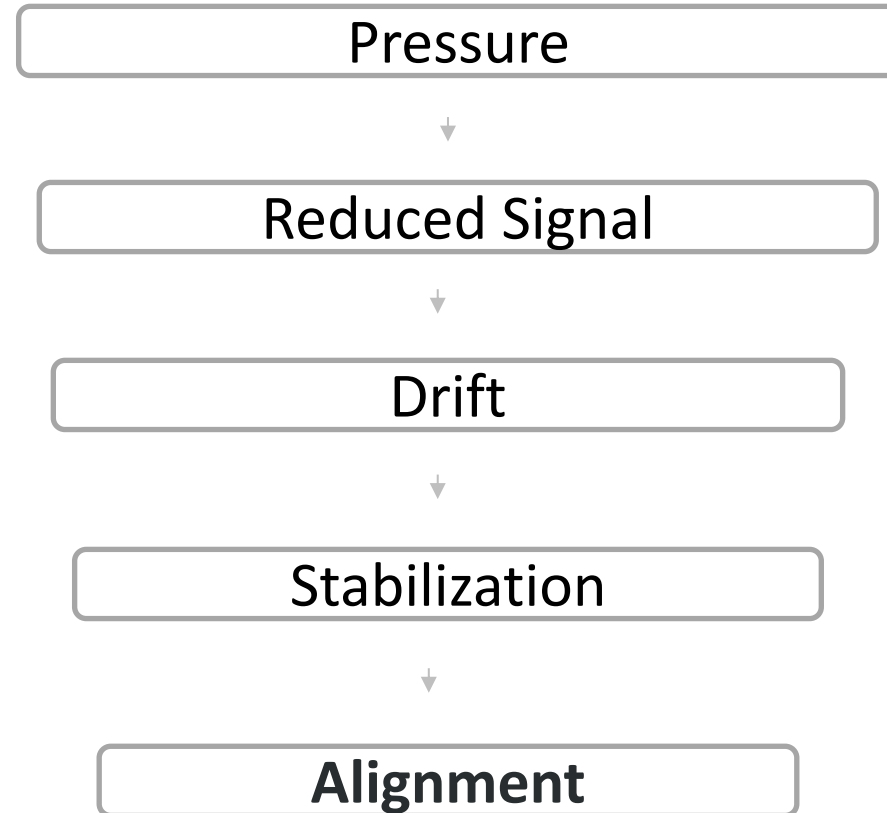 Pressure
Reduced Signal
Drift
Stabilization
Alignment